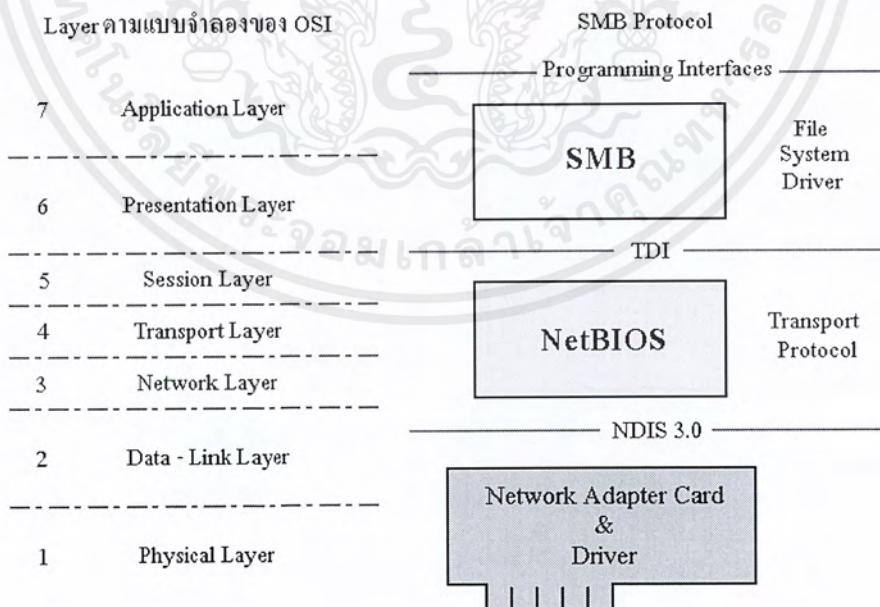 Layer ตามแบบจำลองของ OSI
7 Application Layer
6 Presentation Layer
5 Session Layer
4 Transport Layer
3 Network Layer
2 Data - Link Layer
1 Physical Layer
SMB Protocol
Programming Interfaces
SMB
File
System
Driver
TDI
NetBIOS
Transport
Protocol
NDIS 3.0
Network Adapter Card
&
Driver